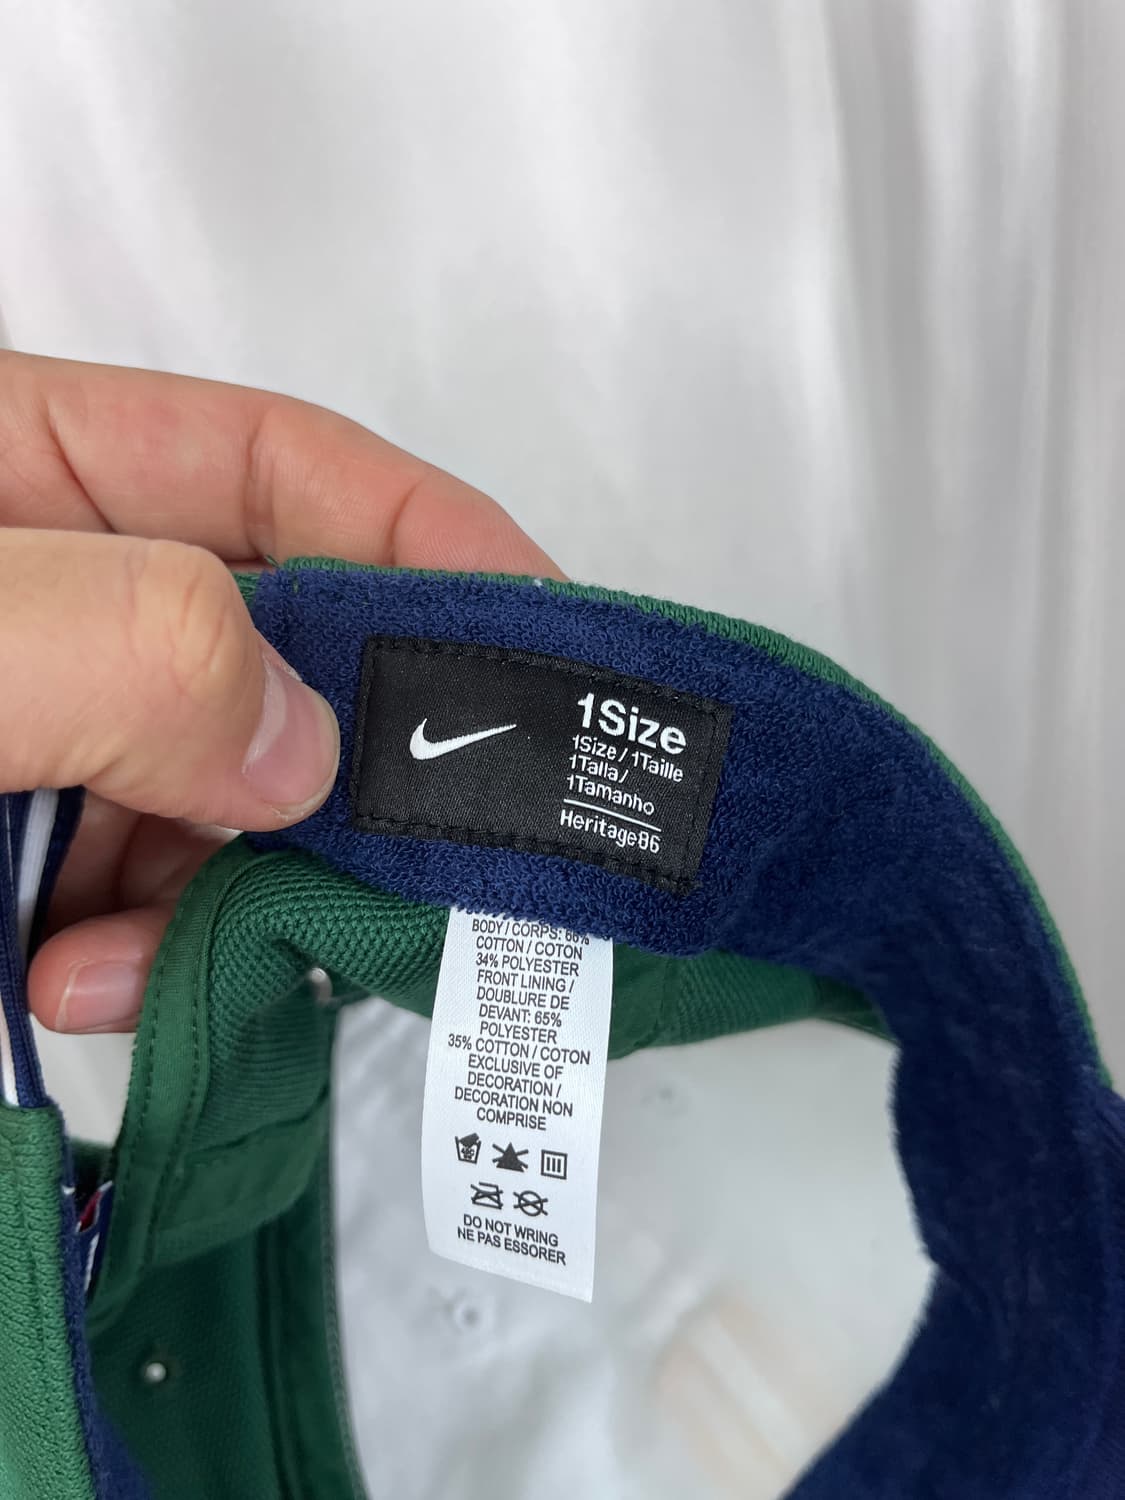 1Size
1Size / 1Taille
1Talla /
1Tamanho
Heritage86
BODY / CORPS: 66%
COTTON / COTON
34% POLYESTER
FRONT LINING /
DOUBLURE DE
DEVANT: 65%
POLYESTER
35% COTTON / COTON
EXCLUSIVE OF
DECORATION /
DECORATION NON
COMPRISE
DO NOT WRING
NE PAS ESSORER